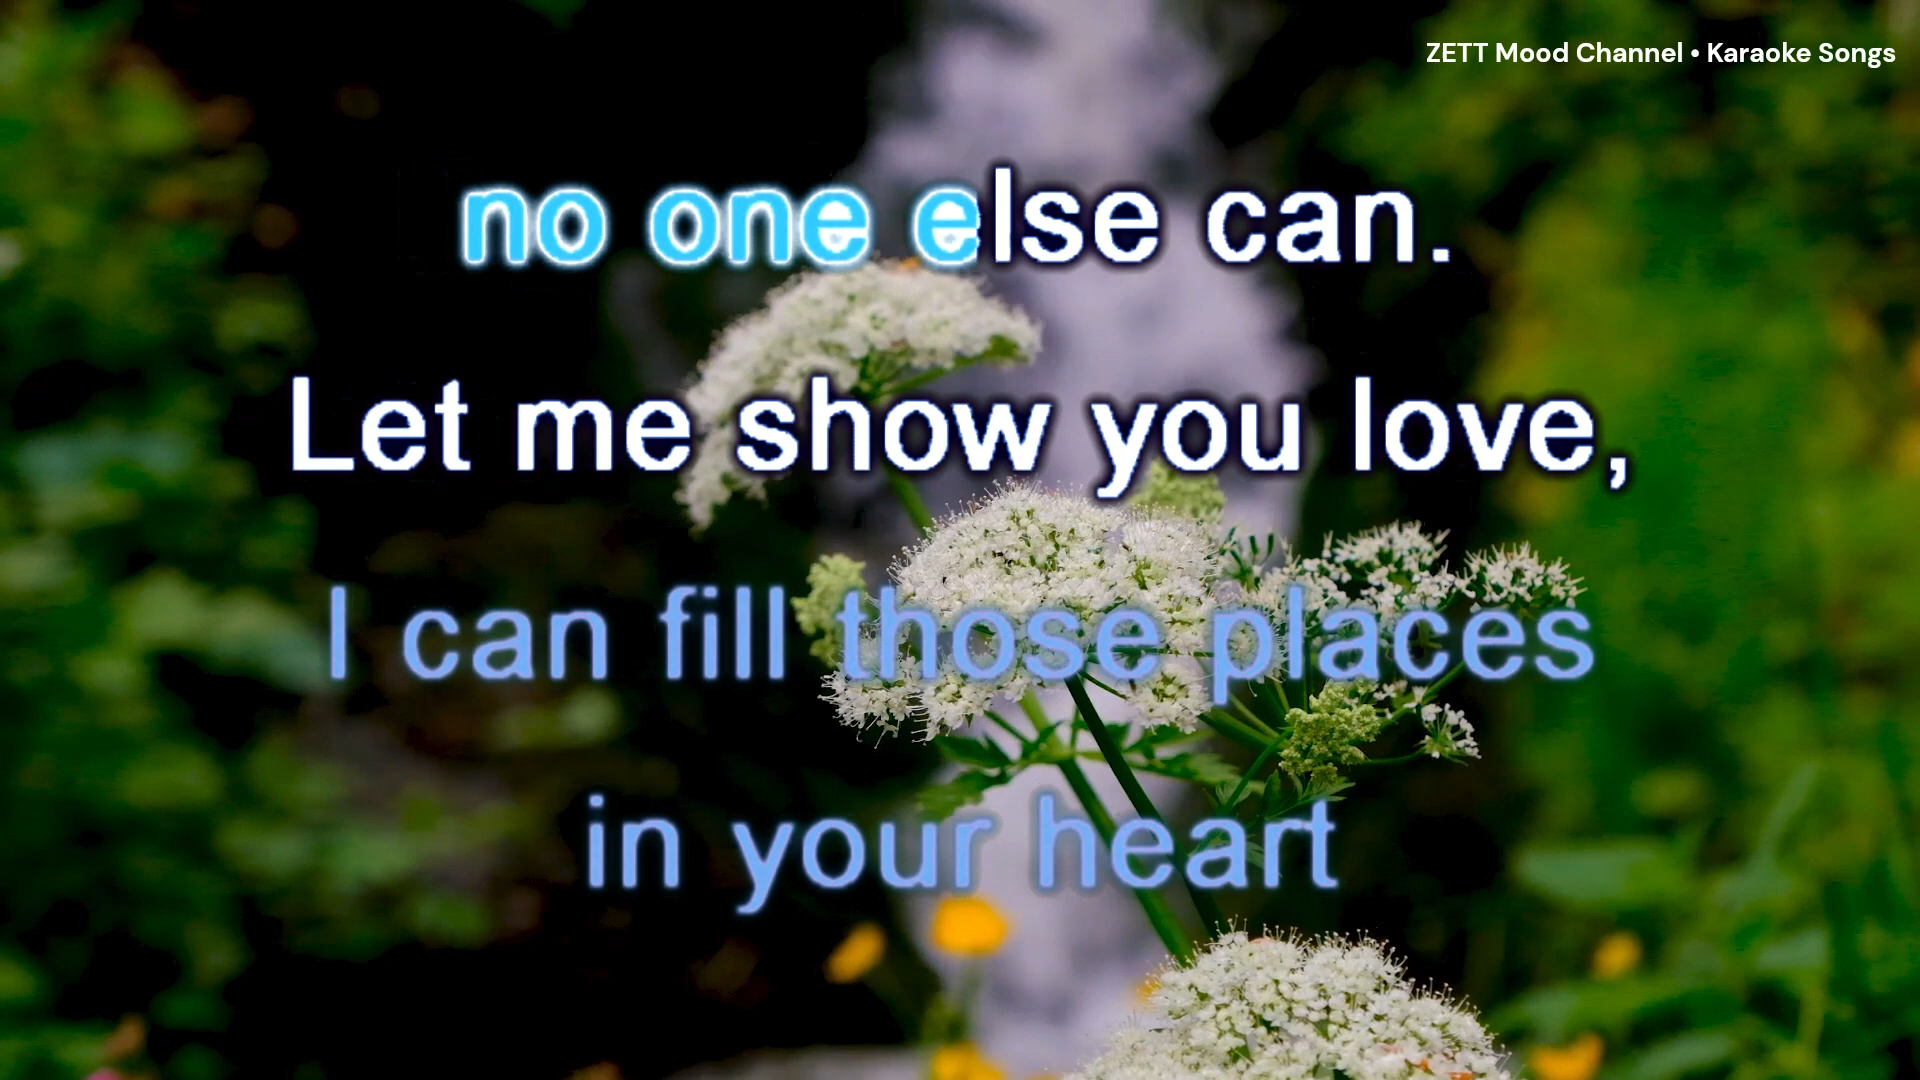 ZETT Mood Channel • Karaoke Songs
no one else can.
Let me show you love,
I can fill those places
in your heart